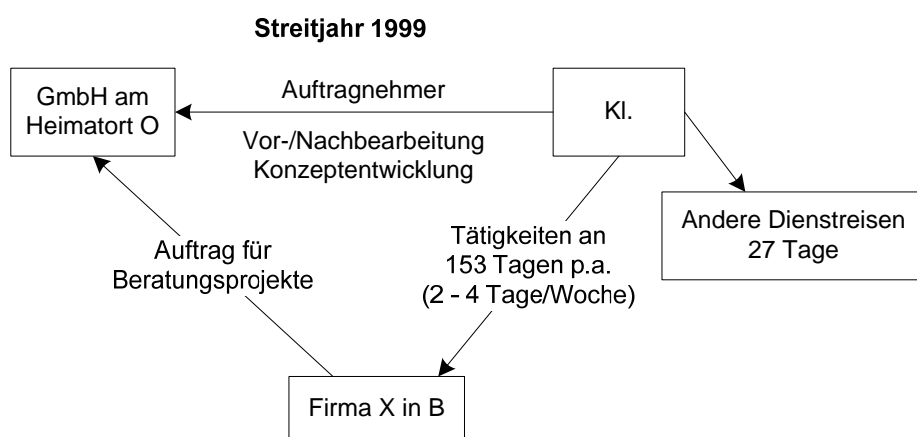 Streitjahr 1999
GmbH am
Heimatort O
Auftragnehmer
Vor-/Nachbearbeitung
Konzeptentwicklung
Kl.
Andere Dienstreisen
27 Tage
Auftrag für
Beratungsprojekte
Tätigkeiten an
153 Tagen p.a.
(2 - 4 Tage/Woche)
Firma X in B